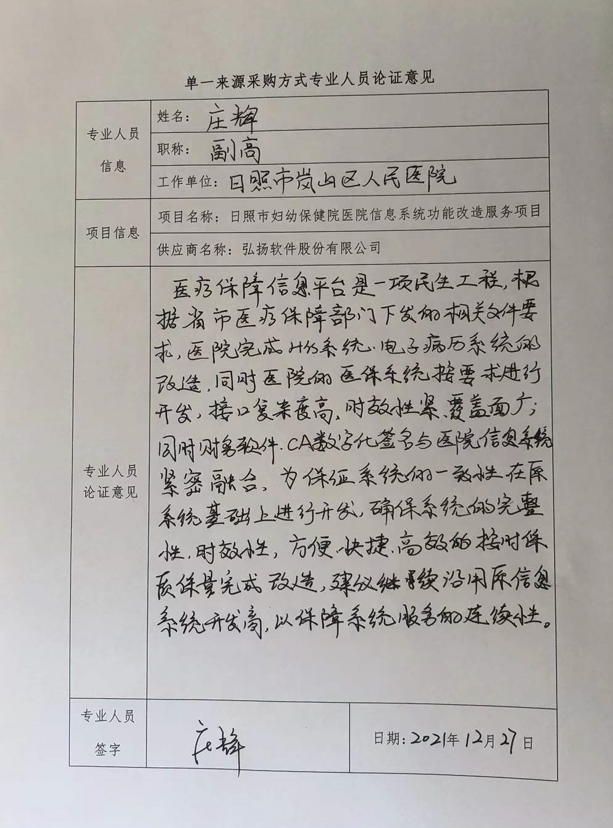 单一来源采购方式专业人员论证意见
专业人员
信息
姓名：庄辉
职称：副高
工作单位：日照市岚山区人民医院
项目信息
项目名称：日照市妇幼保健院医院信息系统功能改造服务项目
供应商名称：弘扬软件股份有限公司
专业人员
论证意见
医疗保障信息平台是一项民生工程，根
据省市医疗保障部门下发的相关文件要
求，医院完成HIS系统、电子病历系统的
改造，同时医院的医保系统按要求进行
开发，接口复杂度高，时效性紧，覆盖面广；
同时财务软件、CA数字化签名与医院信息系统
紧密融合，为保证系统的一致性，在原
系统基础上进行开发，确保系统的完整
性、时效性，方便、快捷、高效的按时保
质保量完成改造，建议继续沿用原信息
系统开发商，以保障系统服务的连续性。
专业人员
签字
庄辉
日期：2021年12月27日